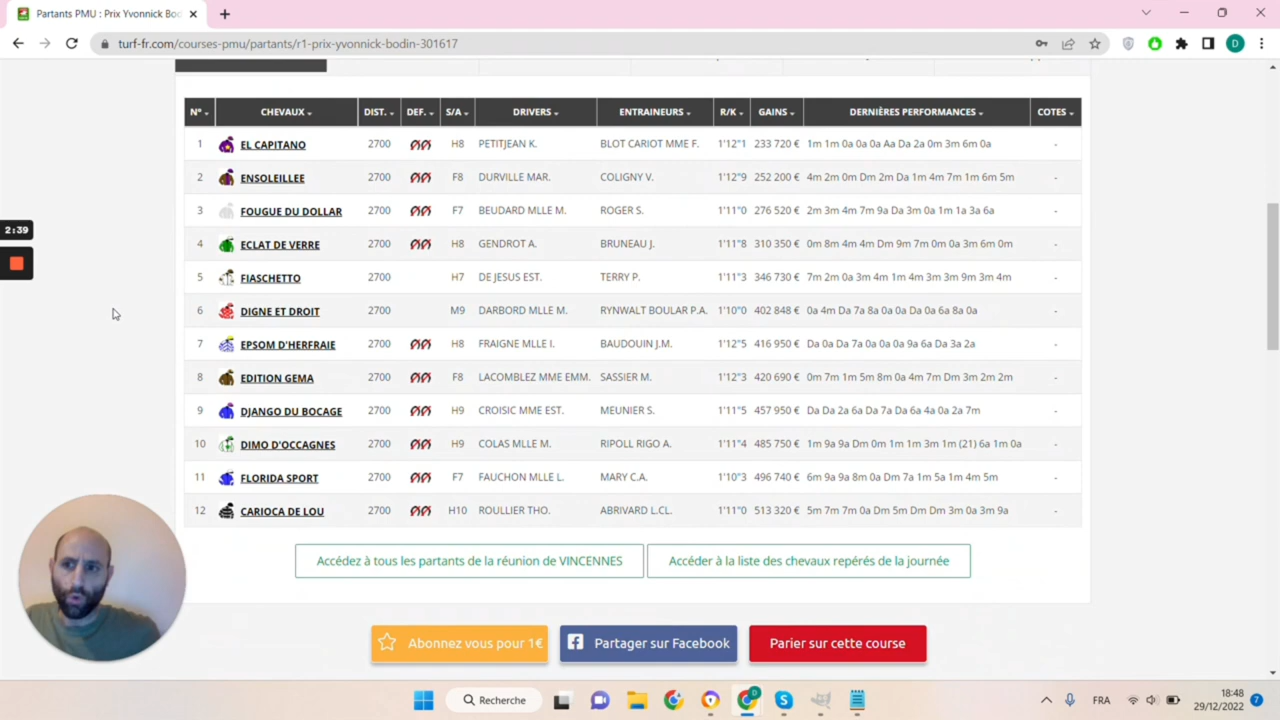 Partants PMU : Prix Yvonnick Boc
turf-fr.com/courses-pmu/partants/r1-prix-yvonnick-bodin-301617
N° CHEVAUX DIST. DEF. S/A DRIVERS ENTRAINEURS R/K GAINS DERNIÈRES PERFORMANCES COTES
1 EL CAPITANO 2700 H8 PETITJEAN K. BLOT CARIOT MME F. 1'12"1 233 720 € 1m 1m 0a 0a 0a Aa Da 2a 0m 3m 6m 0a -
2 ENSOLEILLEE 2700 F8 DURVILLE MAR. COLIGNY V. 1'12"9 252 200 € 4m 2m 0m Dm 2m Da 1m 4m 7m 1m 6m 5m -
2:39
3 FOUGUE DU DOLLAR 2700 F7 BEUDARD MLLE M. ROGER S. 1'11"0 276 520 € 2m 3m 4m 7m 9a Da 3m 0a 1m 1a 3a 6a -
4 ECLAT DE VERRE 2700 H8 GENDROT A. BRUNEAU J. 1'11"8 310 350 € 0m 8m 4m 4m Dm 9m 7m 0m 0a 3m 6m 0m -
5 FIASCHETTO 2700 H7 DE JESUS EST. TERRY P. 1'11"3 346 730 € 7m 2m 0a 3m 4m 1m 4m 3m 3m 9m 3m 4m -
6 DIGNE ET DROIT 2700 M9 DARBORD MLLE M. RYNWALT BOULAR P.A. 1'10"0 402 848 € 0a 4m Da 7a 8a 0a 0a Da 0a 6a 8a 0a -
7 EPSOM D'HERFRAIE 2700 H8 FRAIGNE MLLE I. BAUDOUIN J.M. 1'12"5 416 950 € Da 0a Da 7a 0a 0a 0a 9a 6a Da 3a 2a -
8 EDITION GEMA 2700 F8 LACOMBLEZ MME EMM. SASSIER M. 1'12"3 420 690 € 0m 7m 1m 5m 8m 0a 4m 7m Dm 3m 2m 2m -
9 DJANGO DU BOCAGE 2700 H9 CROISIC MME EST. MEUNIER S. 1'11"5 457 950 € Da Da 2a 6a Da 7a Da 6a 4a 0a 2a 7m -
10 DIMO D'OCCAGNES 2700 H9 COLAS MLLE M. RIPOLL RIGO A. 1'11"4 485 750 € 1m 9a 9a Dm 0m 1m 1m 3m 1m (21) 6a 1m 0a -
11 FLORIDA SPORT 2700 F7 FAUCHON MLLE L. MARY C.A. 1'10"3 496 740 € 6m 9a 9a 8m 0a Dm 7a 1m 5a 1m 4m 5m -
12 CARIOCA DE LOU 2700 H10 ROULLIER THO. ABRIVARD L.CL. 1'11"0 513 320 € 5m 7m 7m 0a Dm 5m Dm Dm 3m 0a 3m 9a -
Accédez à tous les partants de la réunion de VINCENNES Accéder à la liste des chevaux repérés de la journée
Abonnez vous pour 1€ Partager sur Facebook Parier sur cette course
Recherche FRA 18:48
29/12/2022 7